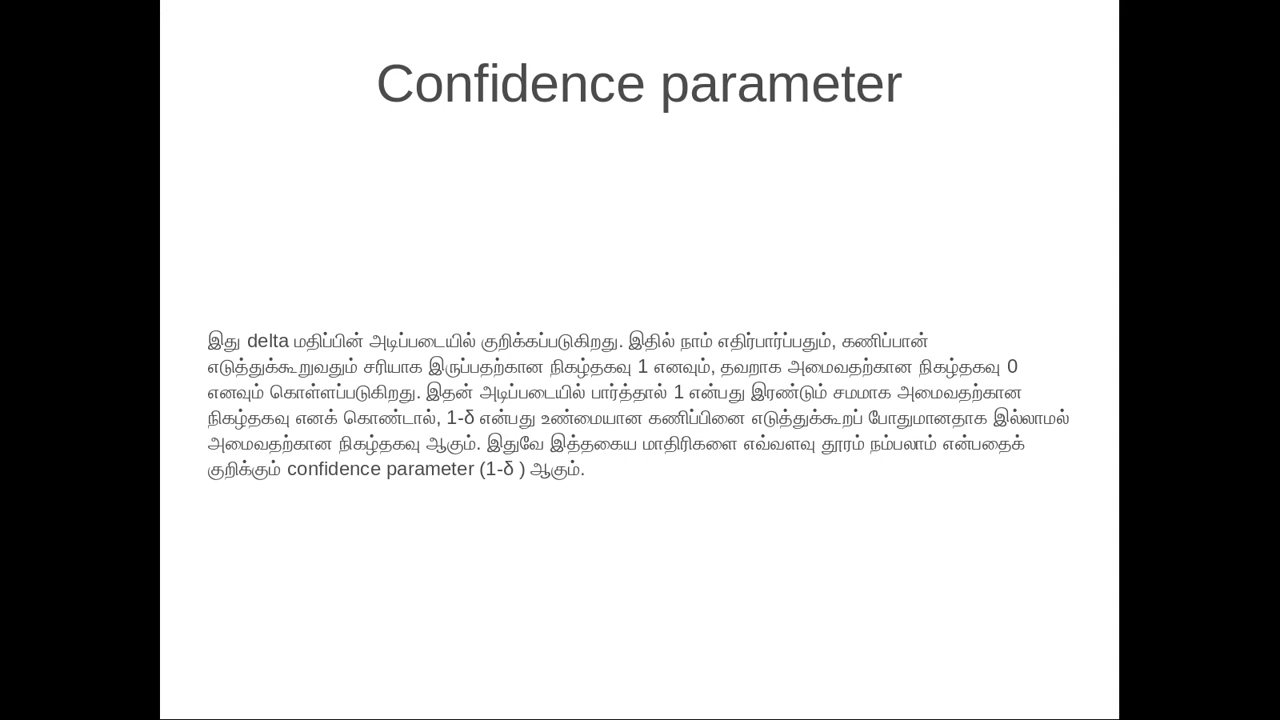 Confidence parameter
இது delta மதிப்பின் அடிப்படையில் குறிக்கப்படுகிறது. இதில் நாம் எதிர்பார்ப்பதும், கணிப்பான்
எடுத்துக்கூறுவதும் சரியாக இருப்பதற்கான நிகழ்தகவு 1 எனவும், தவறாக அமைவதற்கான நிகழ்தகவு 0
எனவும் கொள்ளப்படுகிறது. இதன் அடிப்படையில் பார்த்தால் 1 என்பது இரண்டும் சமமாக அமைவதற்கான
நிகழ்தகவு எனக் கொண்டால், 1-δ என்பது உண்மையான கணிப்பினை எடுத்துக்கூறப் போதுமானதாக இல்லாமல்
அமைவதற்கான நிகழ்தகவு ஆகும். இதுவே இத்தகைய மாதிரிகளை எவ்வளவு தூரம் நம்பலாம் என்பதைக்
குறிக்கும் confidence parameter (1-δ ) ஆகும்.